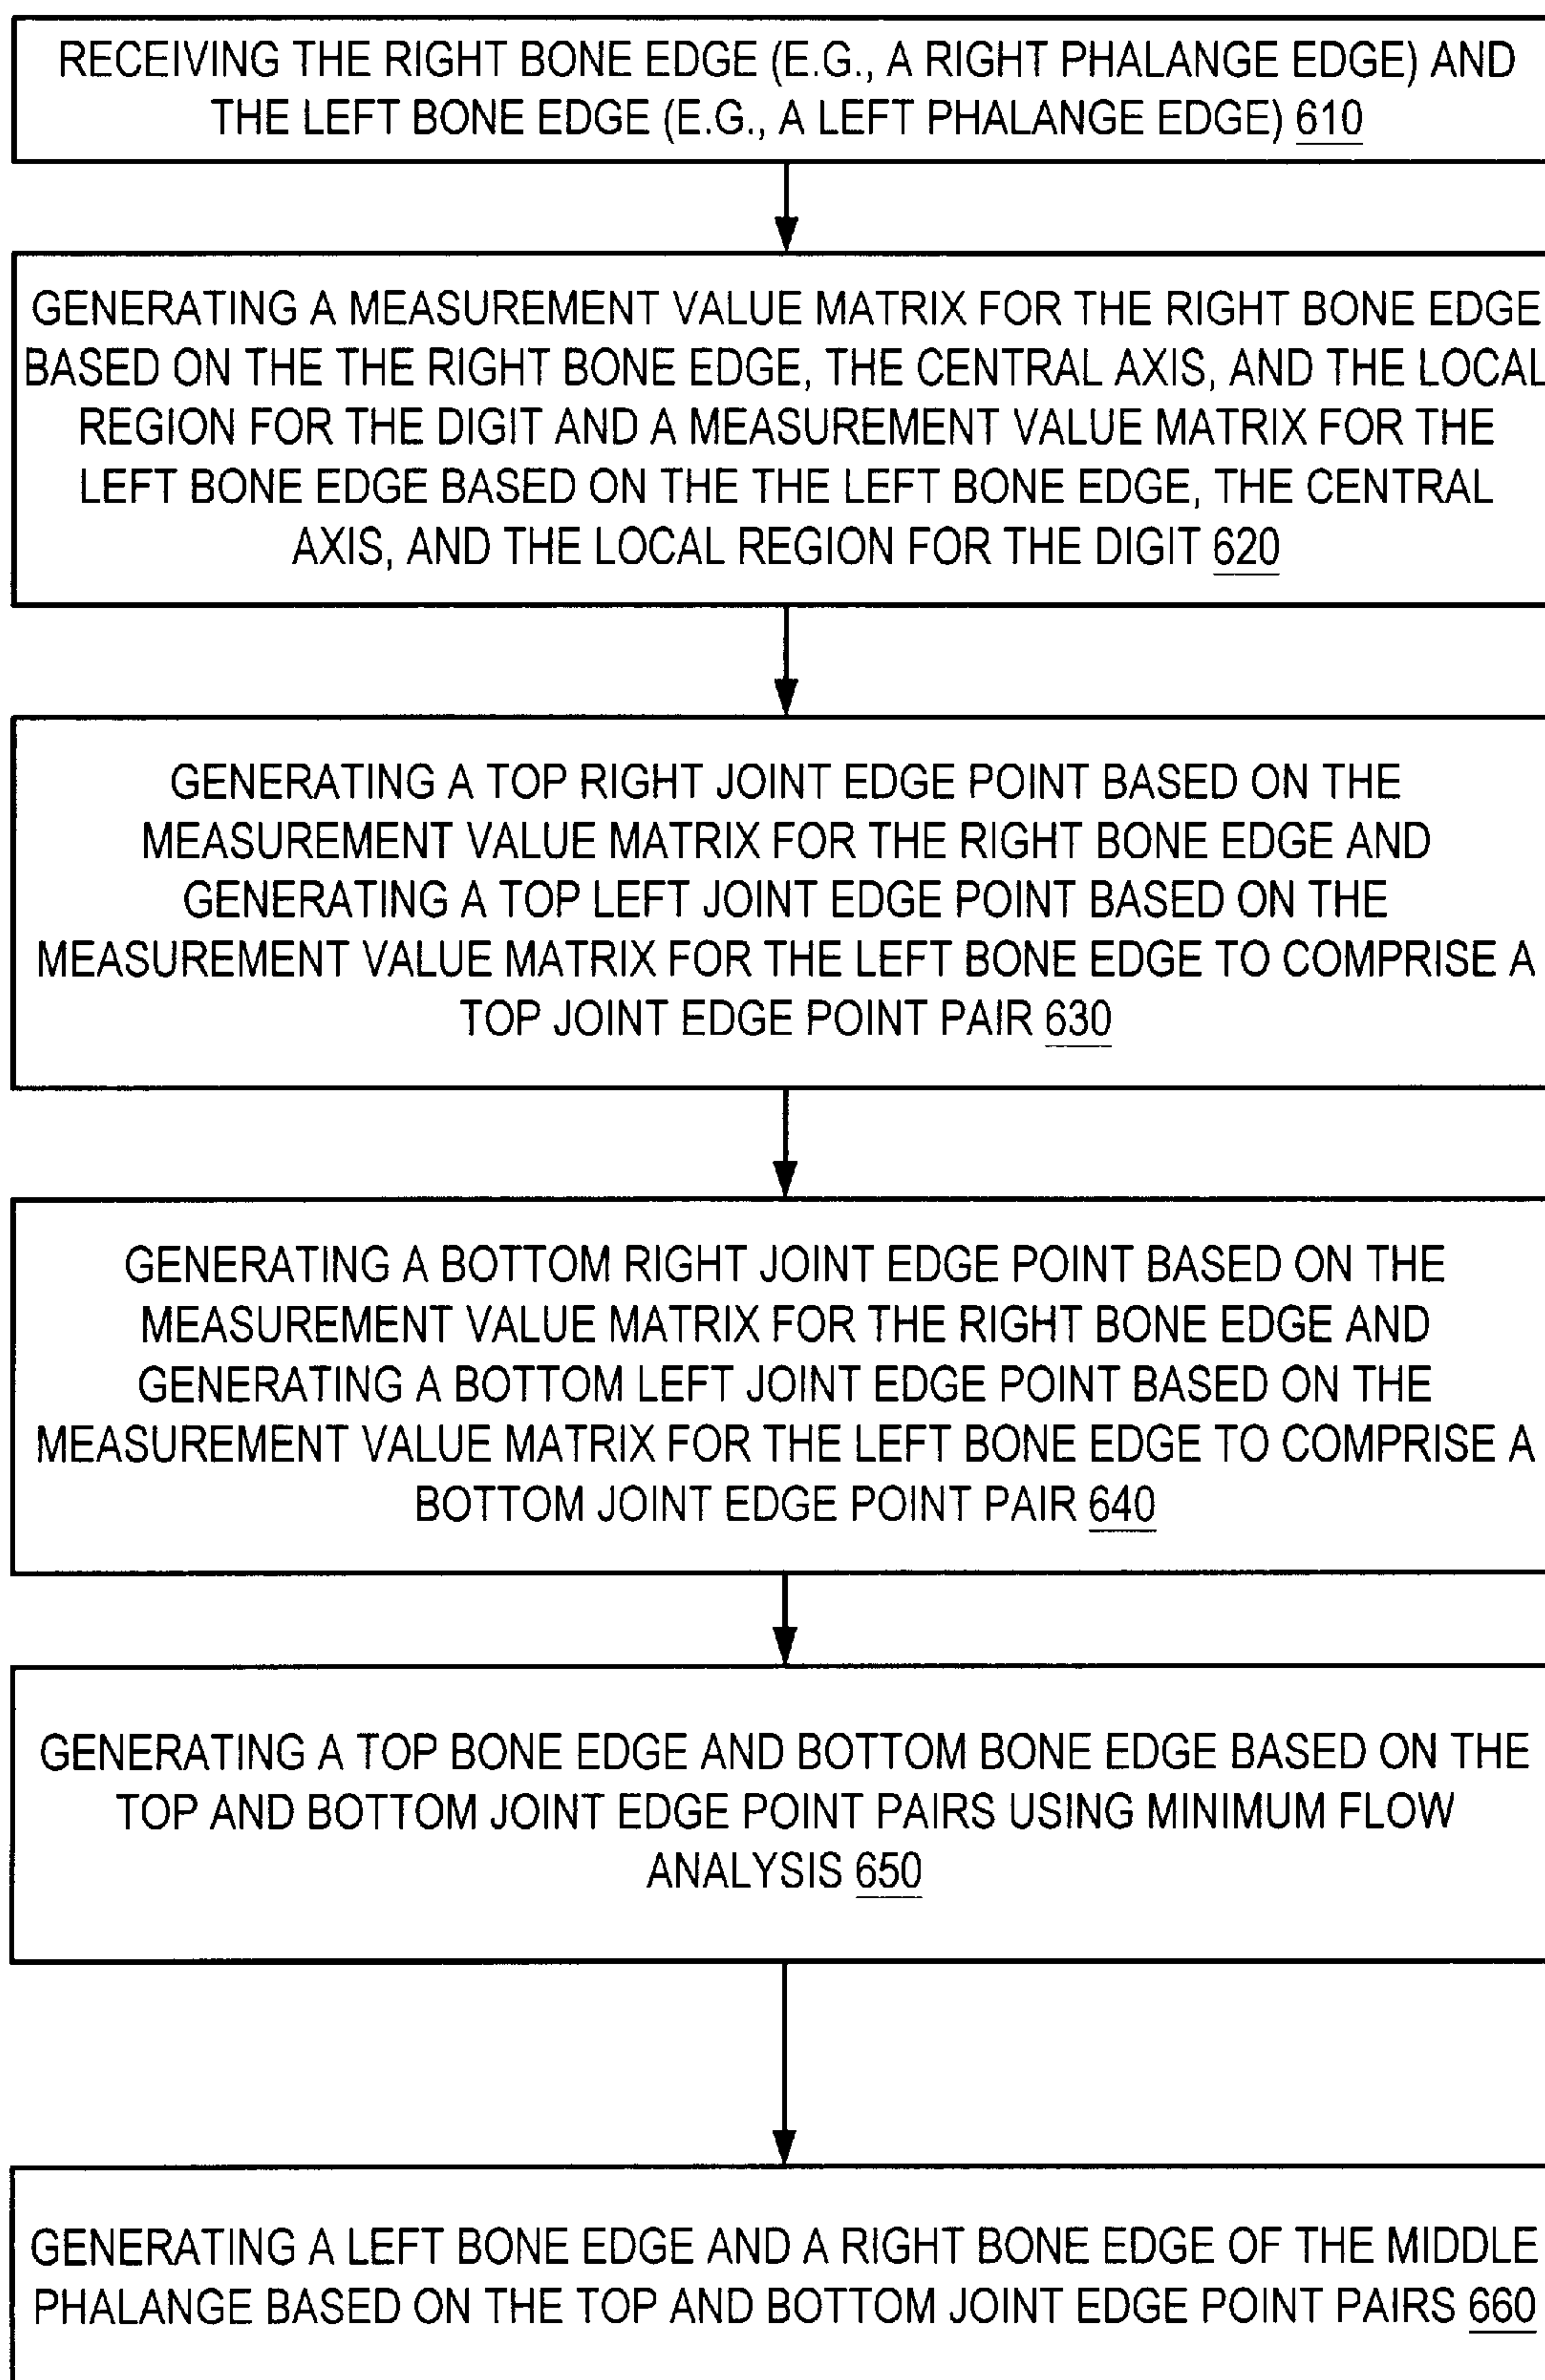 RECEIVING THE RIGHT BONE EDGE (E.G., A RIGHT PHALANGE EDGE) AND
THE LEFT BONE EDGE (E.G., A LEFT PHALANGE EDGE) 610
GENERATING A MEASUREMENT VALUE MATRIX FOR THE RIGHT BONE EDGE
BASED ON THE THE RIGHT BONE EDGE, THE CENTRAL AXIS, AND THE LOCAL
REGION FOR THE DIGIT AND A MEASUREMENT VALUE MATRIX FOR THE
LEFT BONE EDGE BASED ON THE THE LEFT BONE EDGE, THE CENTRAL
AXIS, AND THE LOCAL REGION FOR THE DIGIT 620
GENERATING A TOP RIGHT JOINT EDGE POINT BASED ON THE
MEASUREMENT VALUE MATRIX FOR THE RIGHT BONE EDGE AND
GENERATING A TOP LEFT JOINT EDGE POINT BASED ON THE
MEASUREMENT VALUE MATRIX FOR THE LEFT BONE EDGE TO COMPRISE A
TOP JOINT EDGE POINT PAIR 630
GENERATING A BOTTOM RIGHT JOINT EDGE POINT BASED ON THE
MEASUREMENT VALUE MATRIX FOR THE RIGHT BONE EDGE AND
GENERATING A BOTTOM LEFT JOINT EDGE POINT BASED ON THE
MEASUREMENT VALUE MATRIX FOR THE LEFT BONE EDGE TO COMPRISE A
BOTTOM JOINT EDGE POINT PAIR 640
GENERATING A TOP BONE EDGE AND BOTTOM BONE EDGE BASED ON THE
TOP AND BOTTOM JOINT EDGE POINT PAIRS USING MINIMUM FLOW
ANALYSIS 650
GENERATING A LEFT BONE EDGE AND A RIGHT BONE EDGE OF THE MIDDLE
PHALANGE BASED ON THE TOP AND BOTTOM JOINT EDGE POINT PAIRS 660